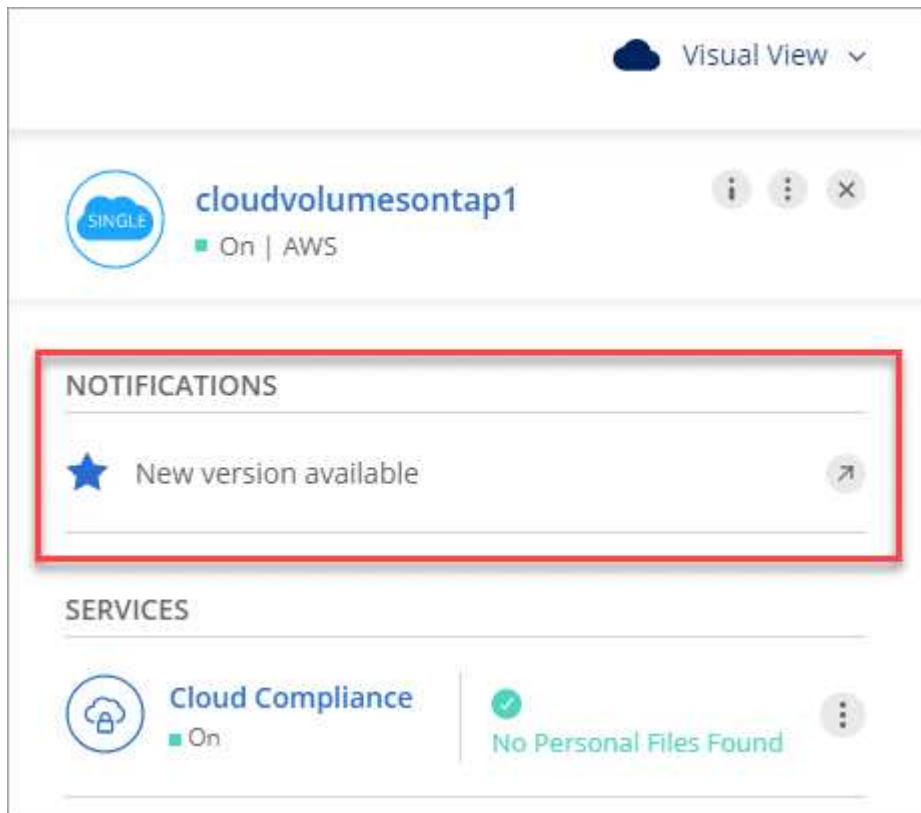 Visual View
SINGLE
cloudvolumesontap1
On | AWS
NOTIFICATIONS
New version available
SERVICES
Cloud Compliance
On
No Personal Files Found